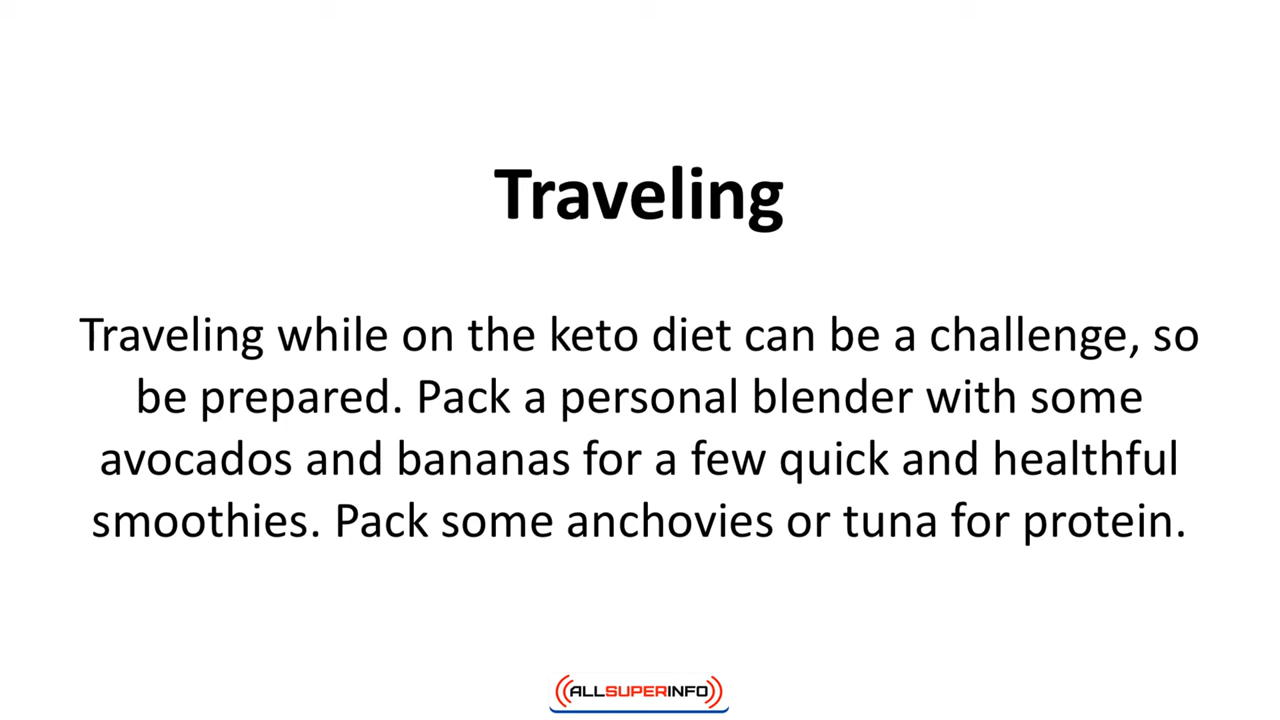 Traveling
Traveling while on the keto diet can be a challenge, so
be prepared. Pack a personal blender with some
avocados and bananas for a few quick and healthful
smoothies. Pack some anchovies or tuna for protein.
ALLSUPERINFO